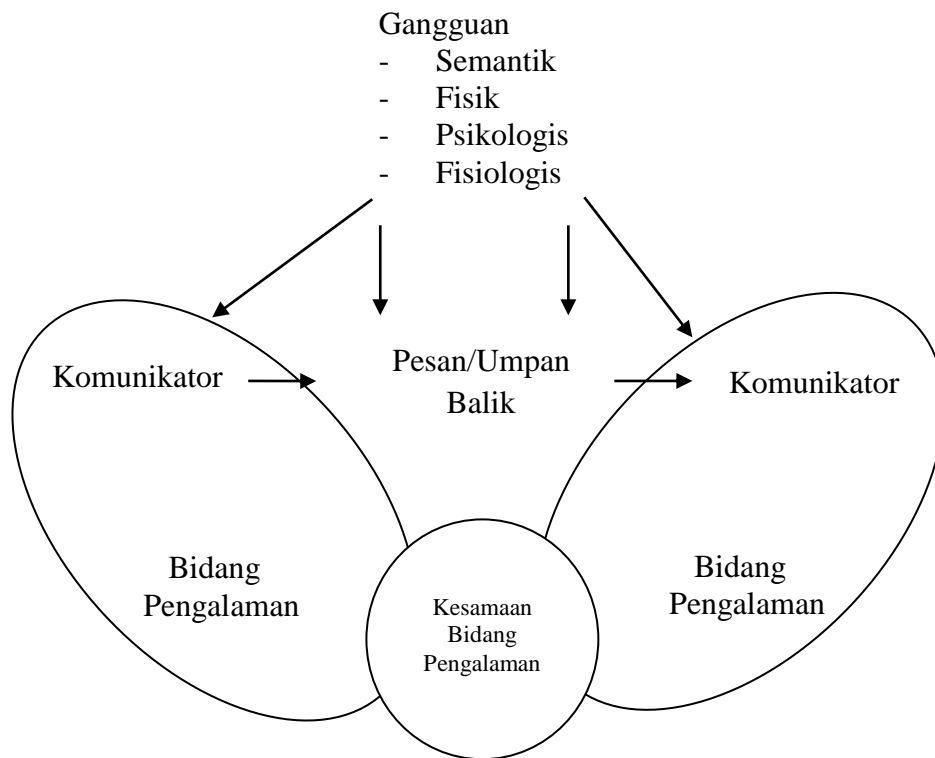 Gangguan
- Semantik
- Fisik
- Psikologis
- Fisiologis
Komunikator
Pesan/Umpan
Balik
Komunikator
Bidang
Pengalaman
Kesamaan
Bidang
Pengalaman
Bidang
Pengalaman